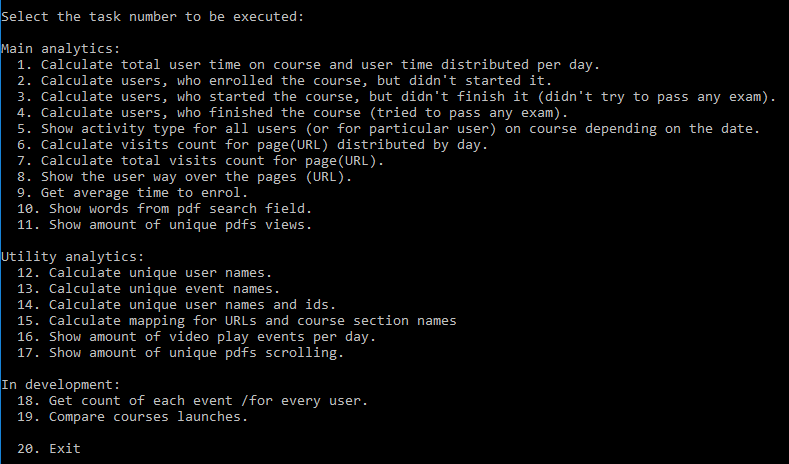 Select the task number to be executed:
Main analytics:
1. Calculate total user time on course and user time distributed per day.
2. Calculate users, who enrolled the course, but didn't started it.
3. Calculate users, who started the course, but didn't finish it (didn't try to pass any exam).
4. Calculate users, who finished the course (tried to pass any exam).
5. Show activity type for all users (or for particular user) on course depending on the date.
6. Calculate visits count for page(URL) distributed by day.
7. Calculate total visits count for page(URL).
8. Show the user way over the pages (URL).
9. Get average time to enrol.
10. Show words from pdf search field.
11. Show amount of unique pdfs views.
Utility analytics:
12. Calculate unique user names.
13. Calculate unique event names.
14. Calculate unique user names and ids.
15. Calculate mapping for URLs and course section names
16. Show amount of video play events per day.
17. Show amount of unique pdfs scrolling.
In development:
18. Get count of each event /for every user.
19. Compare courses launches.
20. Exit